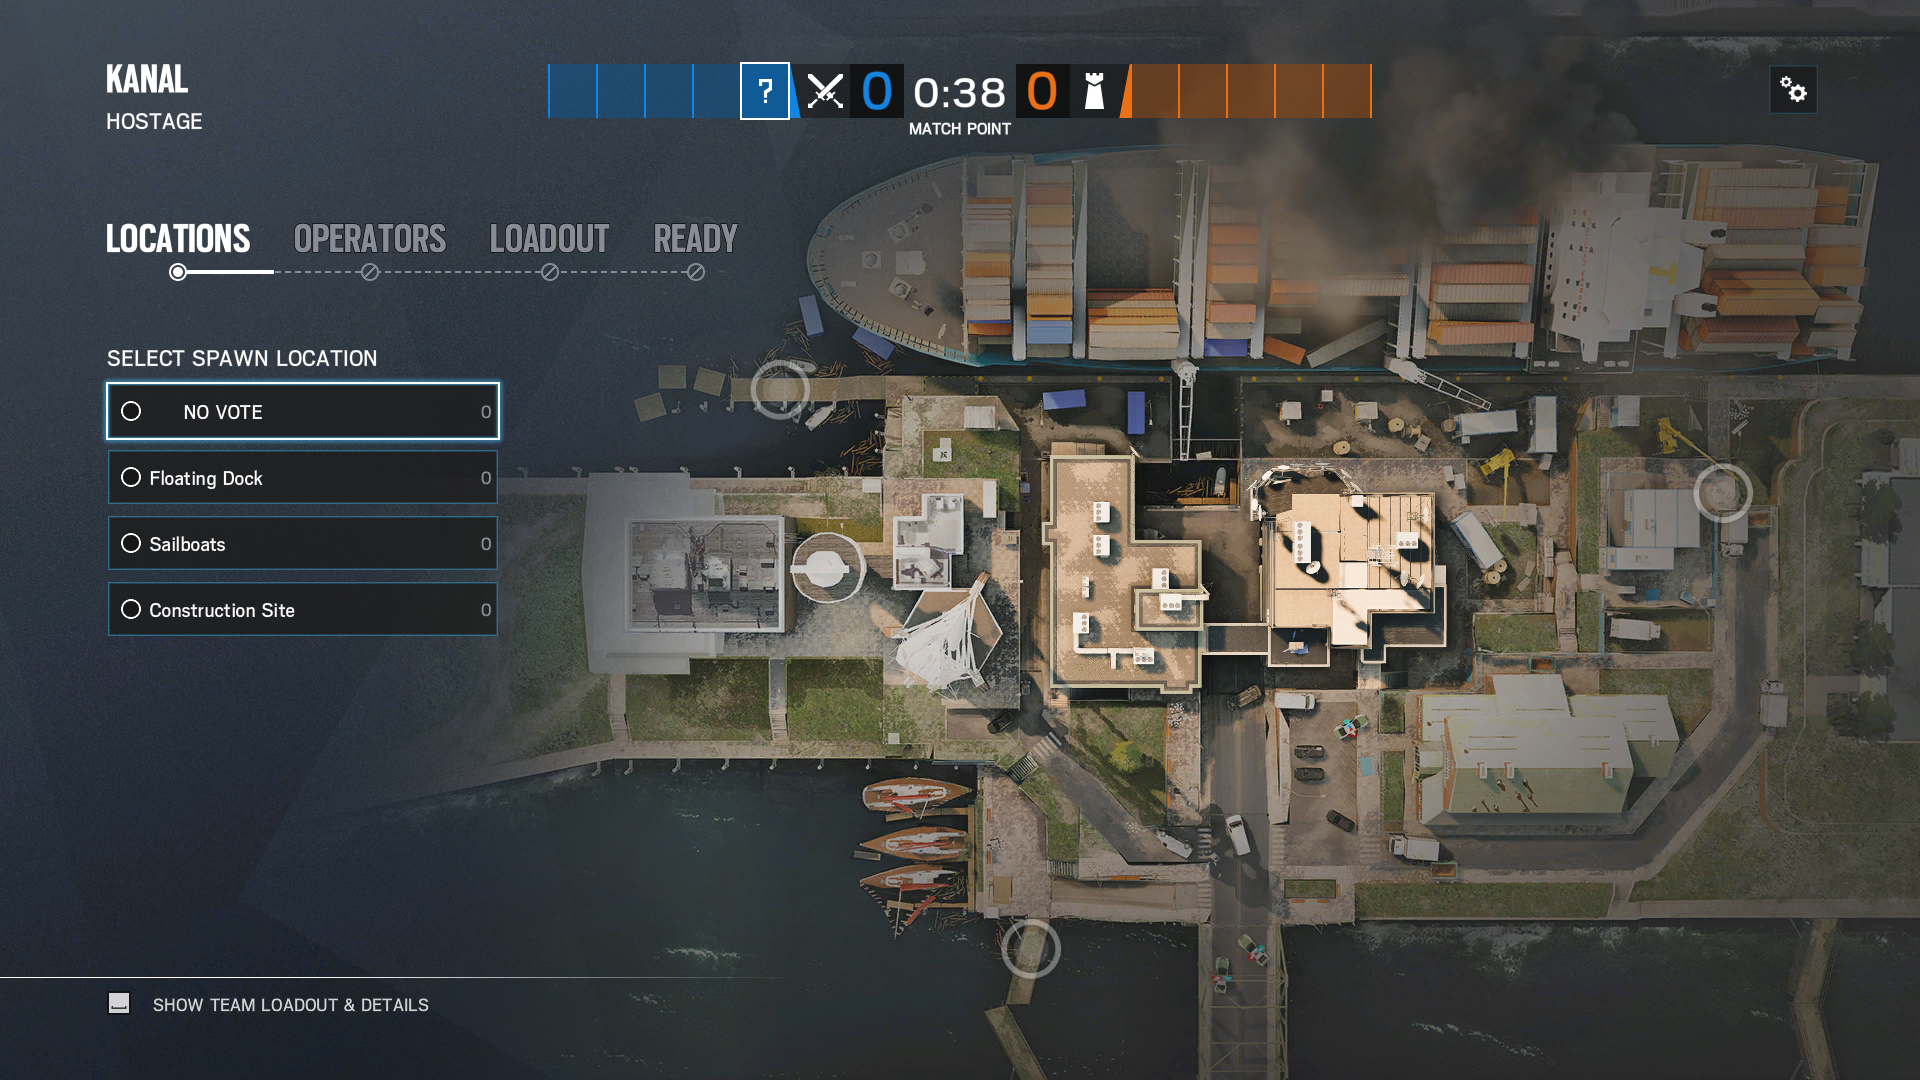 KANAL
HOSTAGE
? 0 0:38 0
MATCH POINT
LOCATIONS OPERATORS LOADOUT READY
SELECT SPAWN LOCATION
NO VOTE 0
Floating Dock 0
Sailboats 0
Construction Site 0
SHOW TEAM LOADOUT & DETAILS